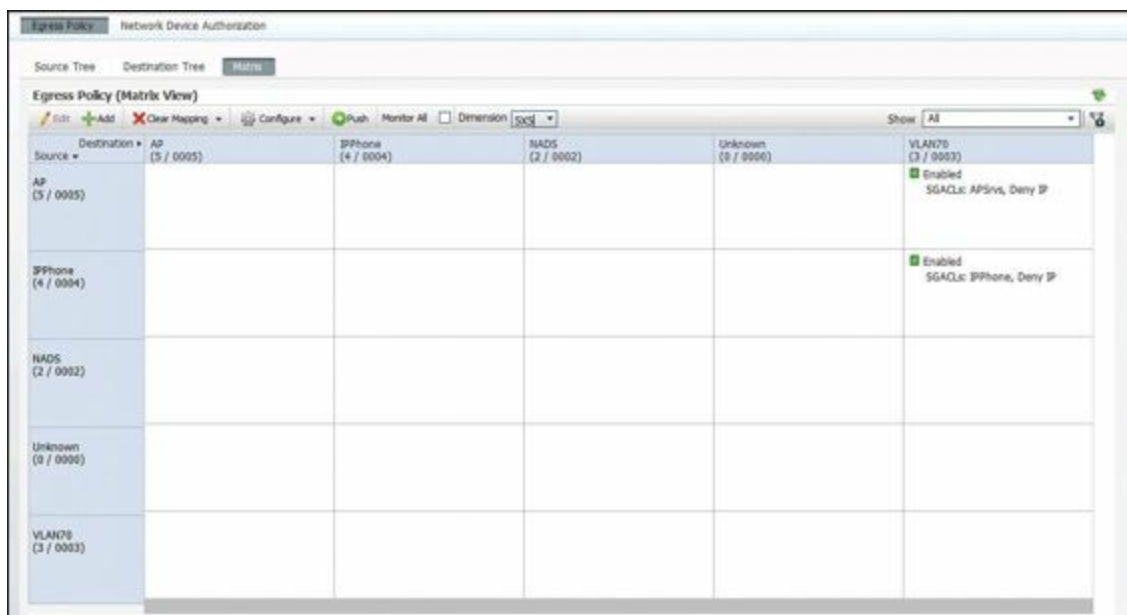 Egress Policy Network Device Authorization
Source Tree Destination Tree Matrix
Egress Policy (Matrix View)
Edit Add Clear Mapping Configure Push Monitor All Dimension 5X5 Show All
Destination AP IPPhone NADS Unknown VLAN70
Source (5 / 0005) (4 / 0004) (2 / 0002) (0 / 0000) (3 / 0003)
AP
(5 / 0005)
Enabled
SGACLs: APSrvs, Deny IP
IPPhone
(4 / 0004)
Enabled
SGACLs: IPPhone, Deny IP
NADS
(2 / 0002)
Unknown
(0 / 0000)
VLAN70
(3 / 0003)